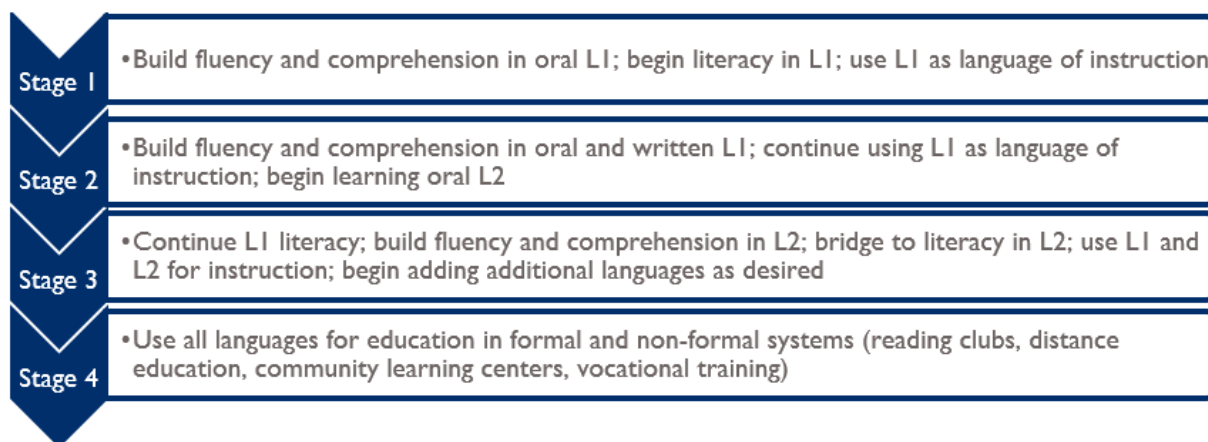 Stage 1
•Build fluency and comprehension in oral L1; begin literacy in L1; use L1 as language of instruction
Stage 2
•Build fluency and comprehension in oral and written L1; continue using L1 as language of
instruction; begin learning oral L2
Stage 3
•Continue L1 literacy; build fluency and comprehension in L2; bridge to literacy in L2; use L1 and
L2 for instruction; begin adding additional languages as desired
Stage 4
•Use all languages for education in formal and non-formal systems (reading clubs, distance
education, community learning centers, vocational training)